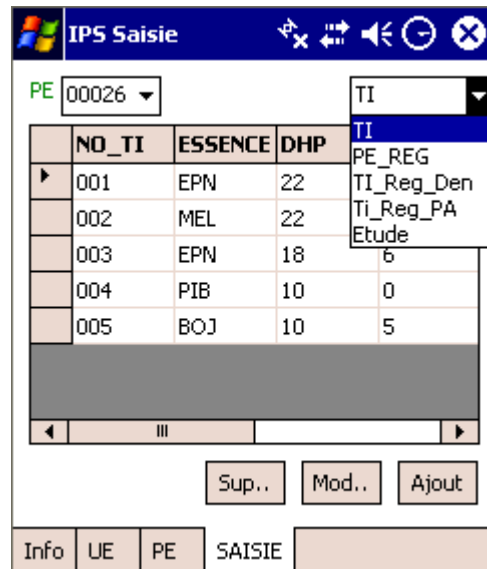 IPS Saisie
PE 00026 TI
NO_TI ESSENCE DHP TI
PE_REG
001 EPN 22 TI_Reg_Den
002 MEL 22 Ti_Reg_PA
Etude
003 EPN 18 6
004 PIB 10 0
005 BOJ 10 5
Sup.. Mod.. Ajout
Info UE PE SAISIE